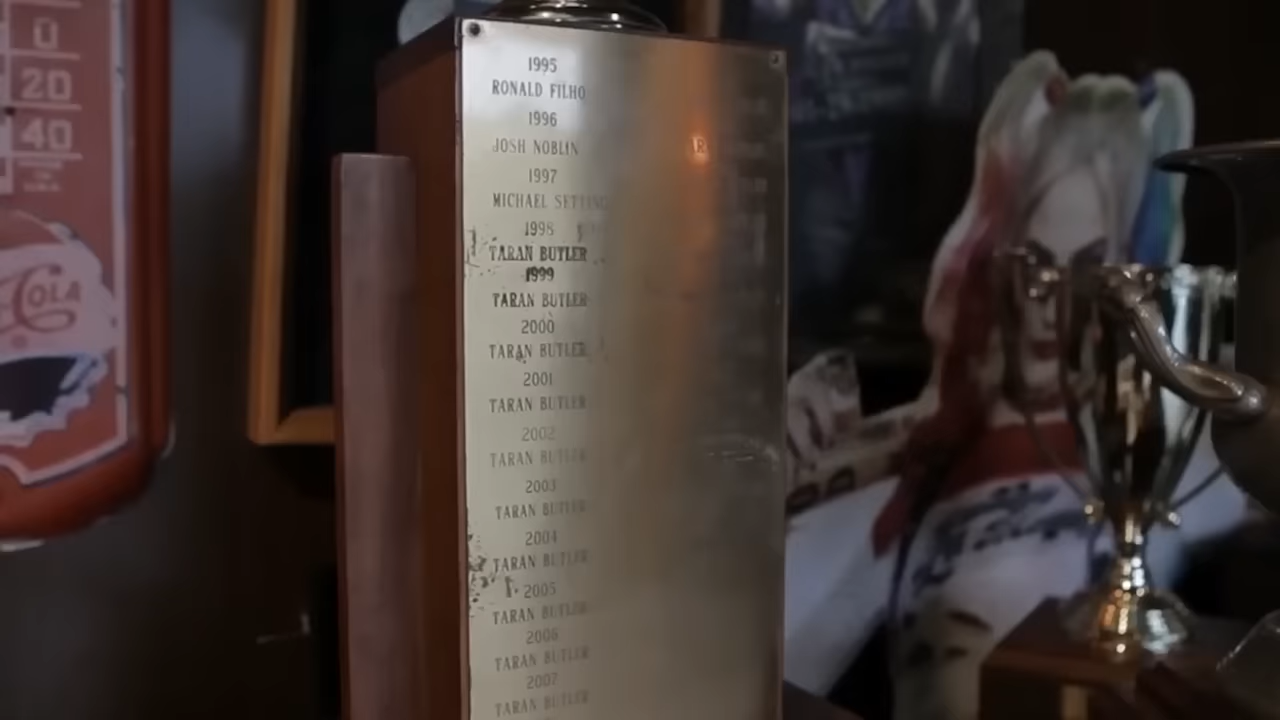 0
20
40
COLA
1995
RONALD FILHO
1996
JOSH NOBLIN
1997
MICHAEL
1998
TARAN BUTLER
1999
TARAN BUTLER
2000
TARAN BUTLER
2001
TARAN BUTLER
2002
TARAN BUTLER
2003
TARAN BUTLER
2004
TARAN BUTLER
2005
TARAN BUTLER
2006
TARAN BUTLER
2007
TARAN BUTLER